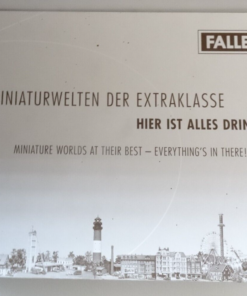 FALLE
INIATURWELTEN DER EXTRAKLASSE
HIER IST ALLES DRIN
MINIATURE WORLDS AT THEIR BEST – EVERYTHING'S IN THERE!